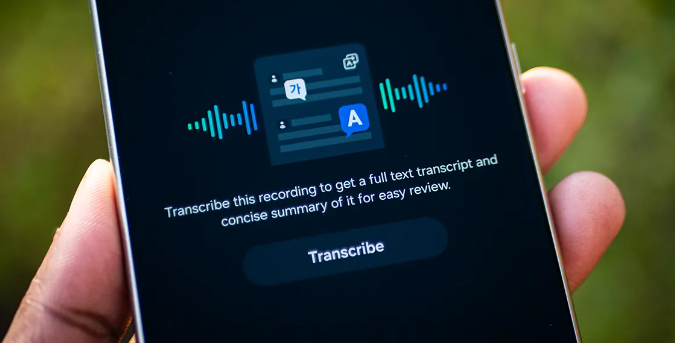 가
A
Transcribe this recording to get a full text transcript and
concise summary of it for easy review.
Transcribe